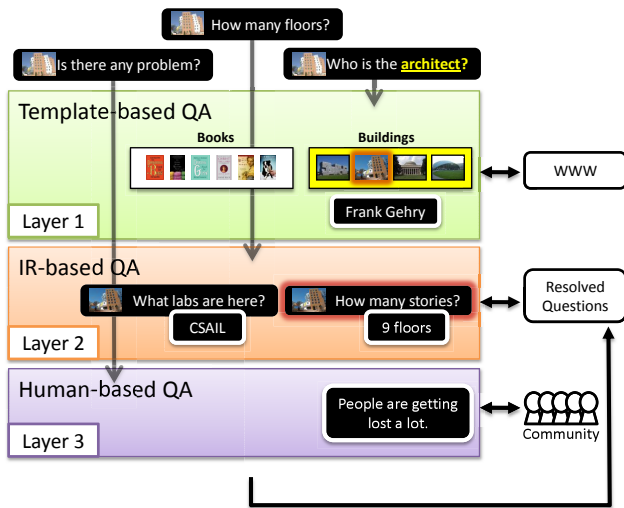 How many floors?
Is there any problem?
Who is the architect?
Template-based QA
Books
Buildings
WWW
Frank Gehry
Layer 1
IR-based QA
What labs are here?
How many stories?
Resolved
Questions
CSAIL
9 floors
Layer 2
Human-based QA
People are getting
lost a lot.
Community
Layer 3